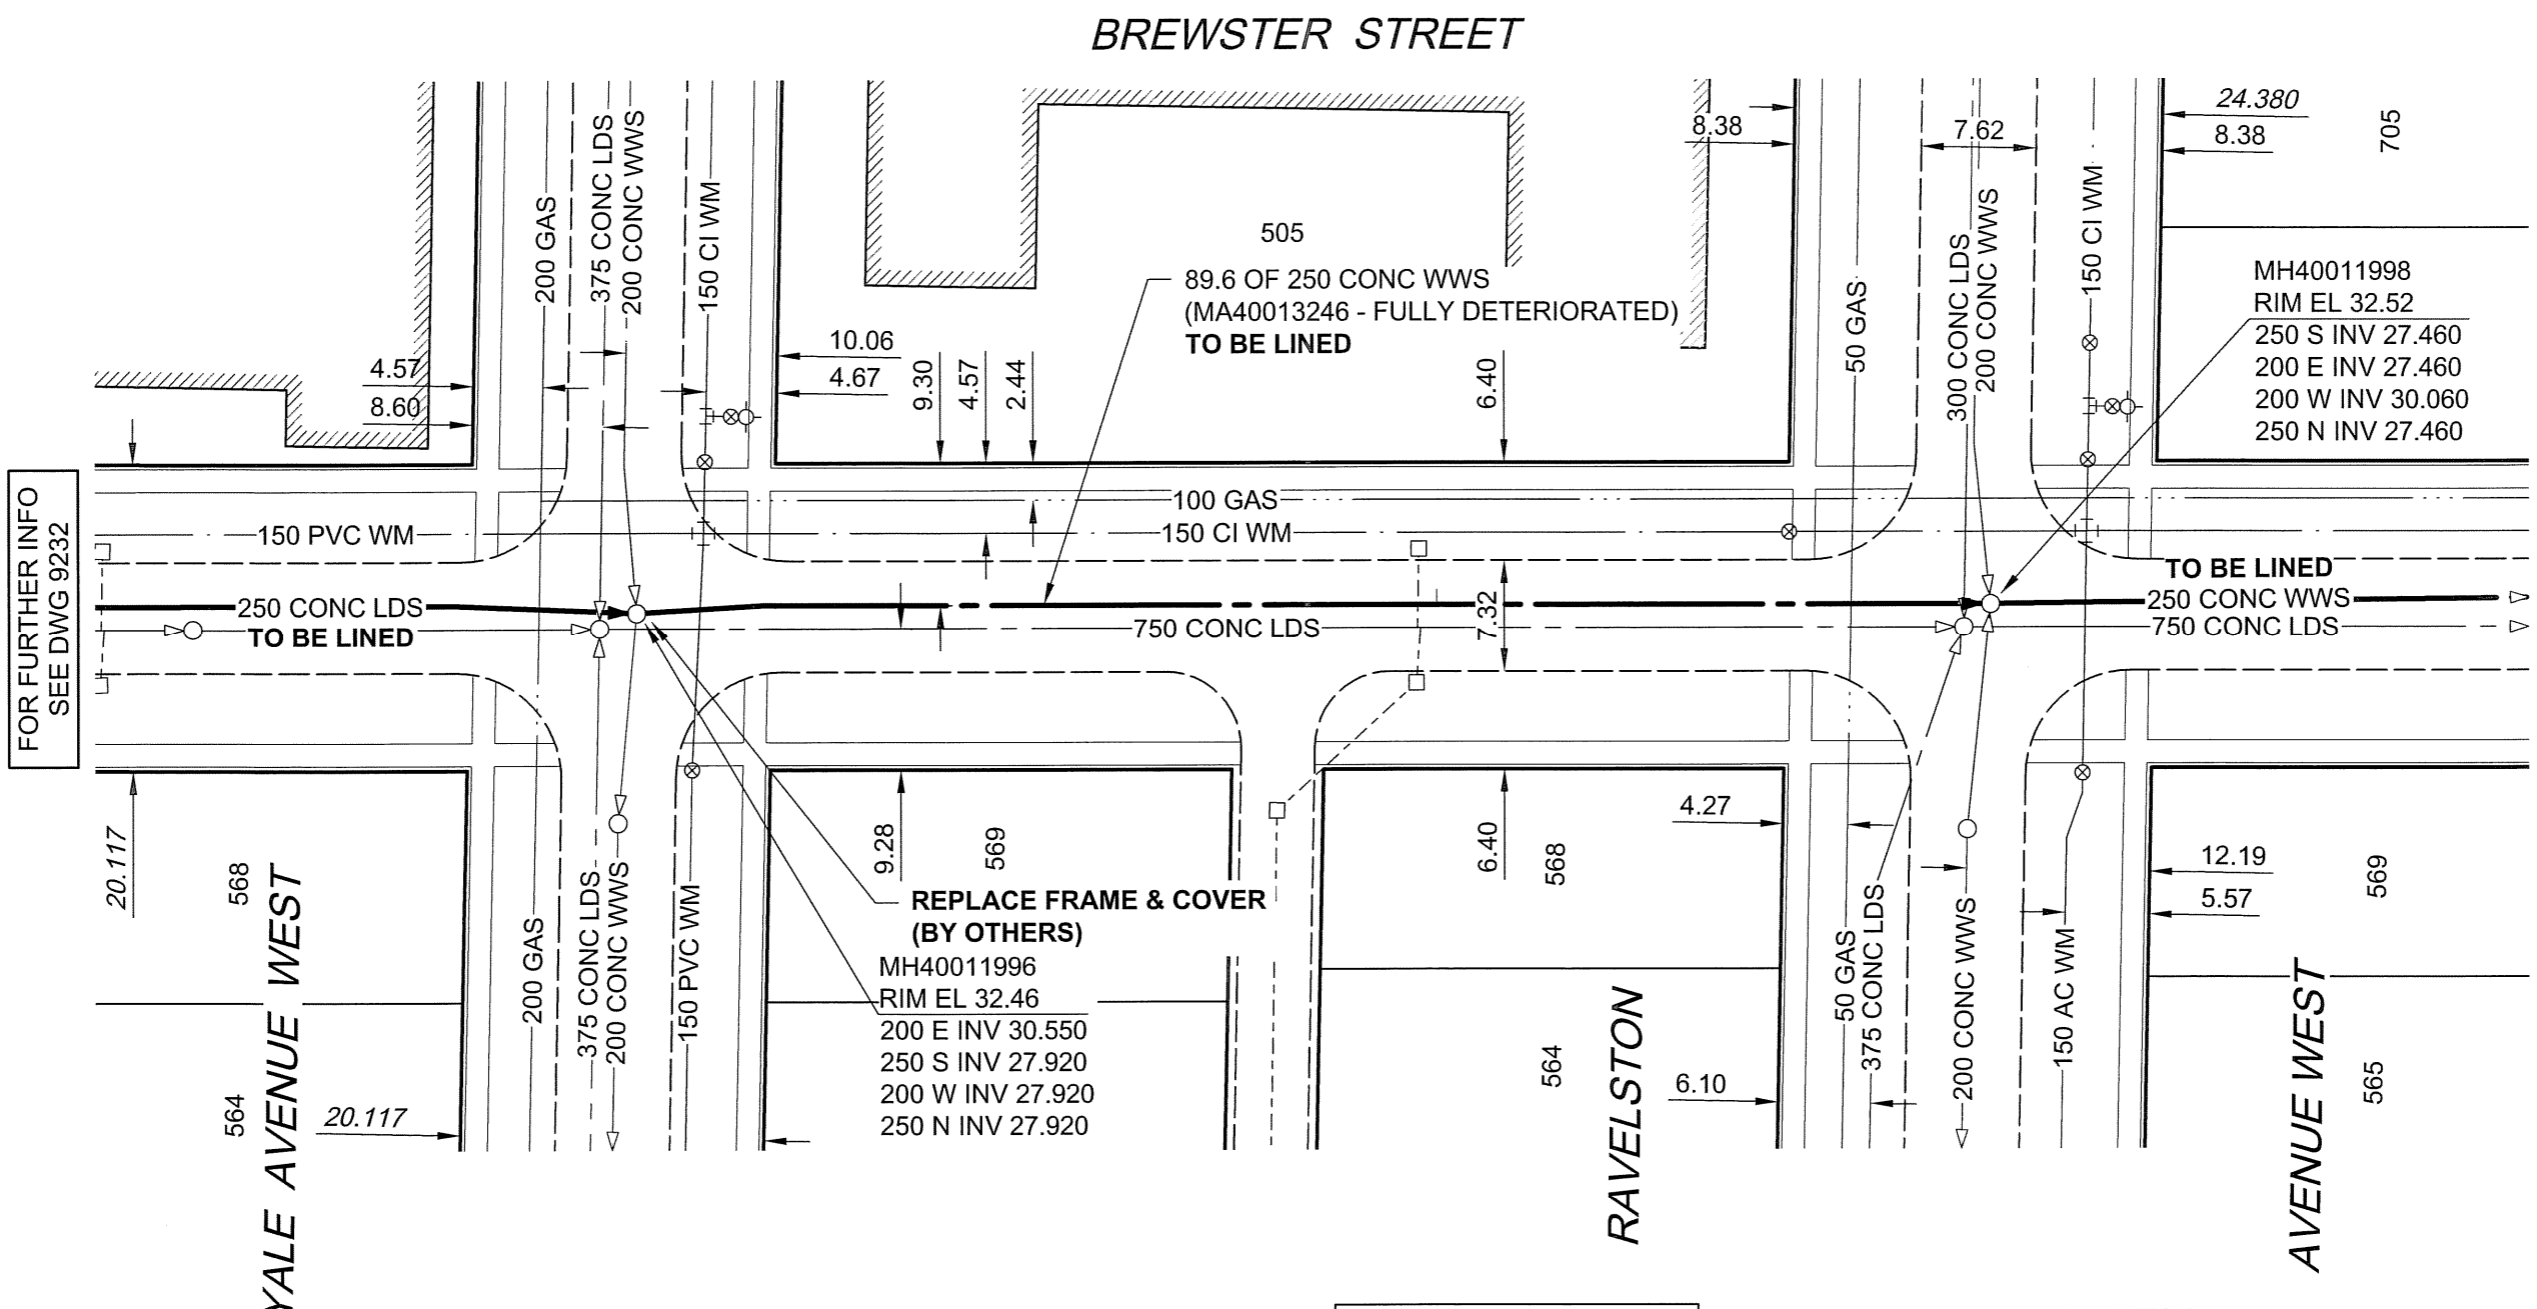 BREWSTER STREET
FOR FURTHER INFO
SEE DWG 9232
200 GAS
375 CONC LDS
200 CONC WWS
150 CI WM
4.57
8.60
10.06
4.67
9.30
4.57
2.44
6.40
505
89.6 OF 250 CONC WWS
(MA40013246 - FULLY DETERIORATED)
TO BE LINED
8.38
50 GAS
7.62
300 CONC LDS
200 CONC WWS
150 CI WM
24.380
8.38
705
MH40011998
RIM EL 32.52
250 S INV 27.460
200 E INV 27.460
200 W INV 30.060
250 N INV 27.460
100 GAS
150 PVC WM
150 CI WM
250 CONC LDS
TO BE LINED
750 CONC LDS
7.32
TO BE LINED
250 CONC WWS
750 CONC LDS
20.117
568
564
YALE AVENUE WEST
20.117
200 GAS
375 CONC LDS
200 CONC WWS
150 PVC WM
9.28
569
REPLACE FRAME & COVER
(BY OTHERS)
MH40011996
RIM EL 32.46
200 E INV 30.550
250 S INV 27.920
200 W INV 27.920
250 N INV 27.920
6.40
568
564
RAVELSTON
4.27
6.10
50 GAS
375 CONC LDS
200 CONC WWS
150 AC WM
12.19
5.57
569
565
AVENUE WEST